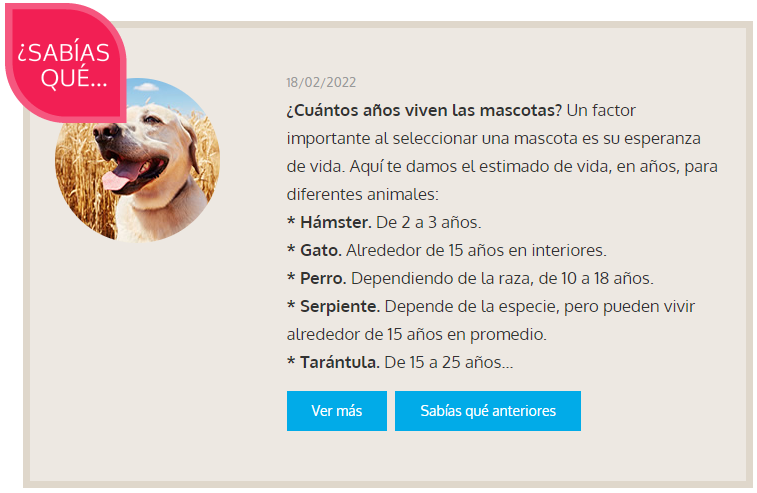 ¿SABÍAS
QUÉ...
18/02/2022
¿Cuántos años viven las mascotas? Un factor
importante al seleccionar una mascota es su esperanza
de vida. Aquí te damos el estimado de vida, en años, para
diferentes animales:
* Hámster. De 2 a 3 años.
* Gato. Alrededor de 15 años en interiores.
* Perro. Dependiendo de la raza, de 10 a 18 años.
* Serpiente. Depende de la especie, pero pueden vivir
alrededor de 15 años en promedio.
* Tarántula. De 15 a 25 años...
Ver más
Sabías qué anteriores